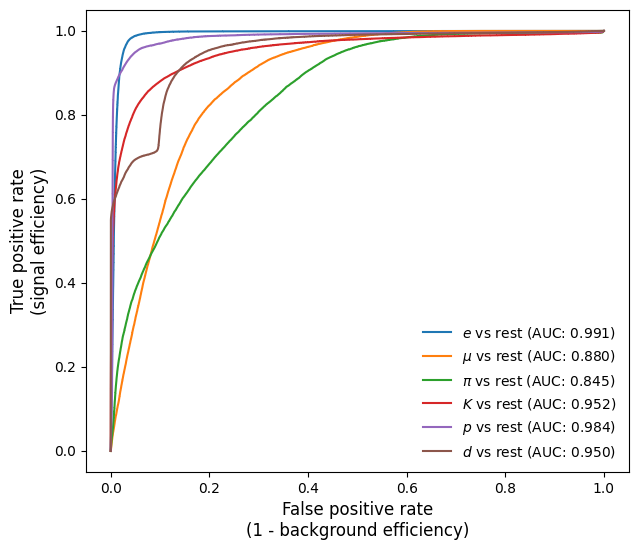 True positive rate
(signal efficiency)
1.0
0.8
0.6
0.4
0.2
0.0
e vs rest (AUC: 0.991)
μ vs rest (AUC: 0.880)
π vs rest (AUC: 0.845)
K vs rest (AUC: 0.952)
p vs rest (AUC: 0.984)
d vs rest (AUC: 0.950)
0.0 0.2 0.4 0.6 0.8 1.0
False positive rate
(1 - background efficiency)